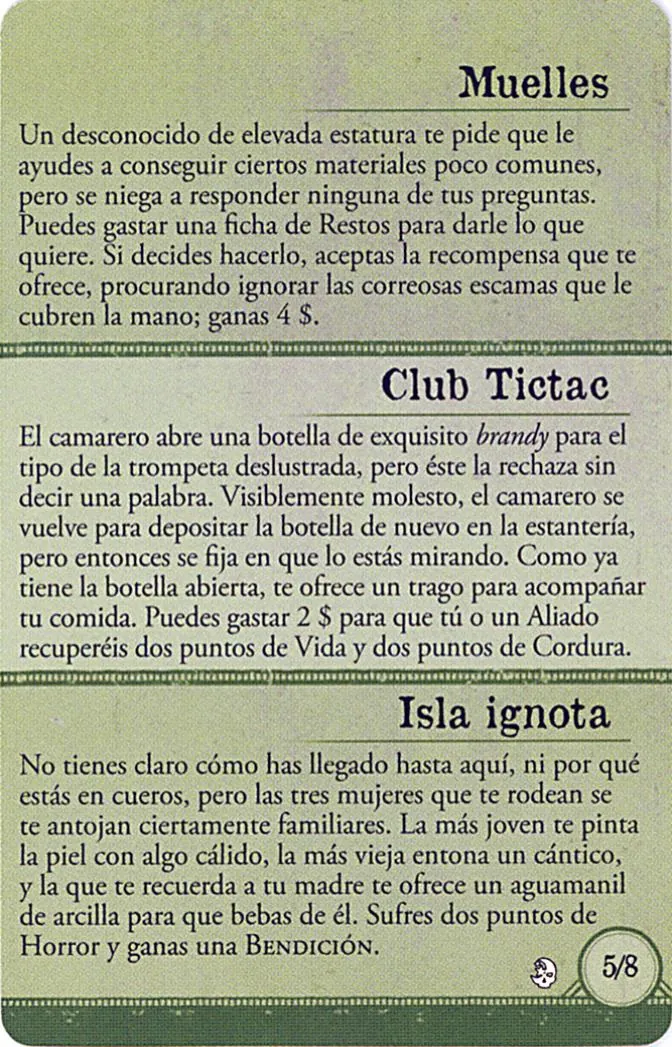 Muelles
Un desconocido de elevada estatura te pide que le
ayudes a conseguir ciertos materiales poco comunes,
pero se niega a responder ninguna de tus preguntas.
Puedes gastar una ficha de Restos para darle lo que
quiere. Si decides hacerlo, aceptas la recompensa que te
ofrece, procurando ignorar las correosas escamas que le
cubren la mano; ganas 4 $.
Club Tictac
El camarero abre una botella de exquisito brandy para el
tipo de la trompeta deslustrada, pero éste la rechaza sin
decir una palabra. Visiblemente molesto, el camarero se
vuelve para depositar la botella de nuevo en la estantería,
pero entonces se fija en que lo estás mirando. Como ya
tiene la botella abierta, te ofrece un trago para acompañar
tu comida. Puedes gastar 2 $ para que tú o un Aliado
recuperéis dos puntos de Vida y dos puntos de Cordura.
Isla ignota
No tienes claro cómo has llegado hasta aquí, ni por qué
estás en cueros, pero las tres mujeres que te rodean se
te antojan ciertamente familiares. La más joven te pinta
la piel con algo cálido, la más vieja entona un cántico,
y la que te recuerda a tu madre te ofrece un aguamanil
de arcilla para que bebas de él. Sufres dos puntos de
Horror y ganas una BENDICIÓN.
5/8